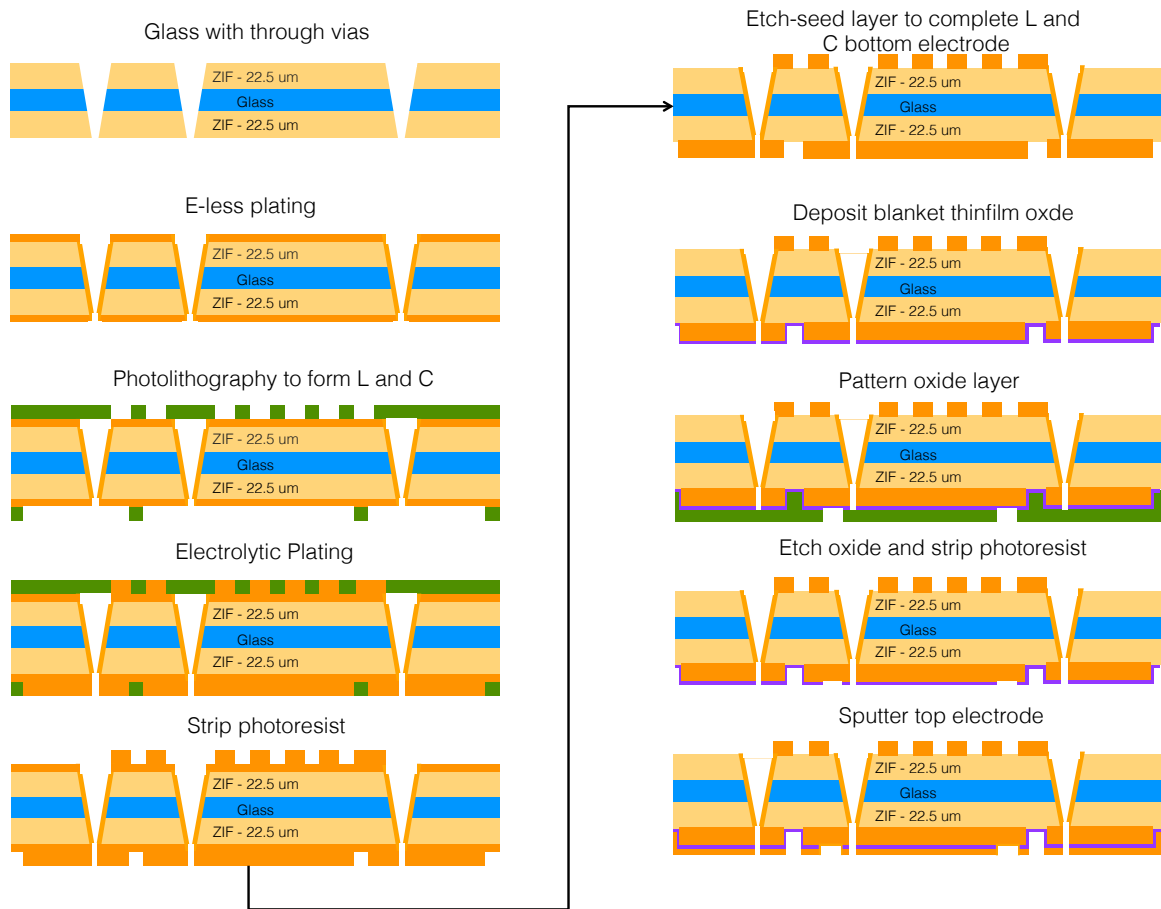 Glass with through vias
ZIF - 22.5 um
Glass
ZIF - 22.5 um
E-less plating
ZIF - 22.5 um
Glass
ZIF - 22.5 um
Photolithography to form L and C
ZIF - 22.5 um
Glass
ZIF - 22.5 um
Electrolytic Plating
ZIF - 22.5 um
Glass
ZIF - 22.5 um
Strip photoresist
ZIF - 22.5 um
Glass
ZIF - 22.5 um
Etch-seed layer to complete L and
C bottom electrode
ZIF - 22.5 um
Glass
ZIF - 22.5 um
Deposit blanket thinfilm oxde
ZIF - 22.5 um
Glass
ZIF - 22.5 um
Pattern oxide layer
ZIF - 22.5 um
Glass
ZIF - 22.5 um
Etch oxide and strip photoresist
ZIF - 22.5 um
Glass
ZIF - 22.5 um
Sputter top electrode
ZIF - 22.5 um
Glass
ZIF - 22.5 um